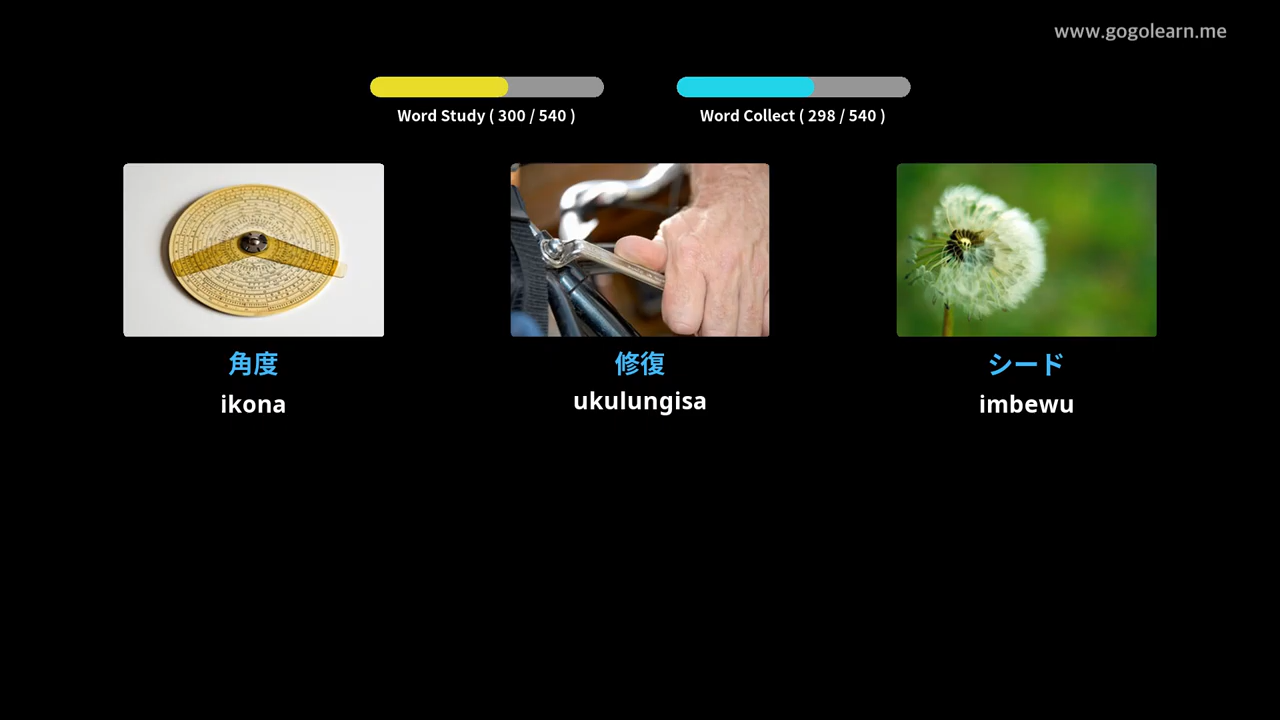 www.gogolearn.me
Word Study ( 300 / 540 )
Word Collect ( 298 / 540 )
角度
修復
シード
ikona
ukulungisa
imbewu